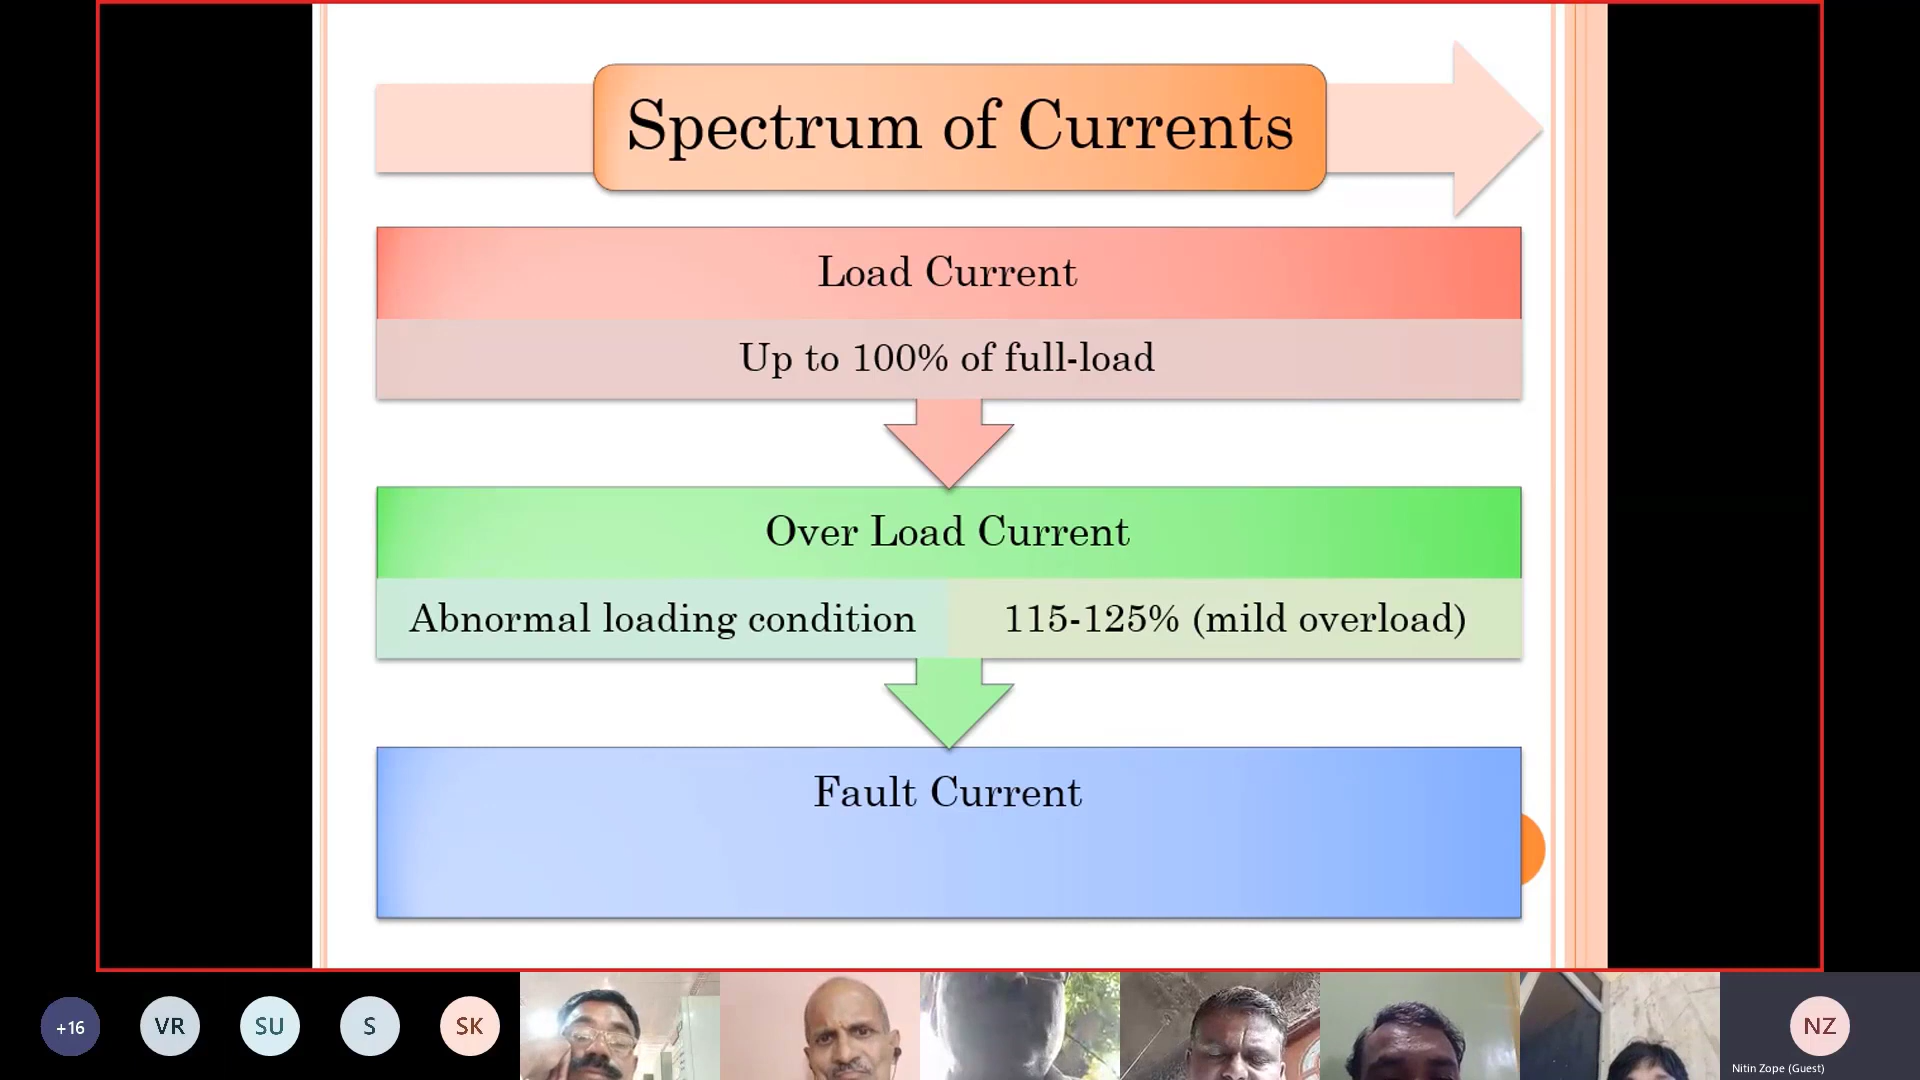 Spectrum of Currents
Load Current
Up to 100% of full-load
Over Load Current
Abnormal loading condition 115-125% (mild overload)
Fault Current
+16 VR SU S SK NZ
Nitin Zope (Guest)